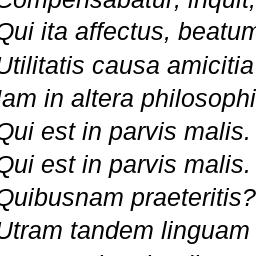 Compensabatur, inquit,
Qui ita affectus, beatum
Utilitatis causa amicitia
Iam in altera philosophi
Qui est in parvis malis.
Qui est in parvis malis.
Quibusnam praeteritis?
Utram tandem linguam